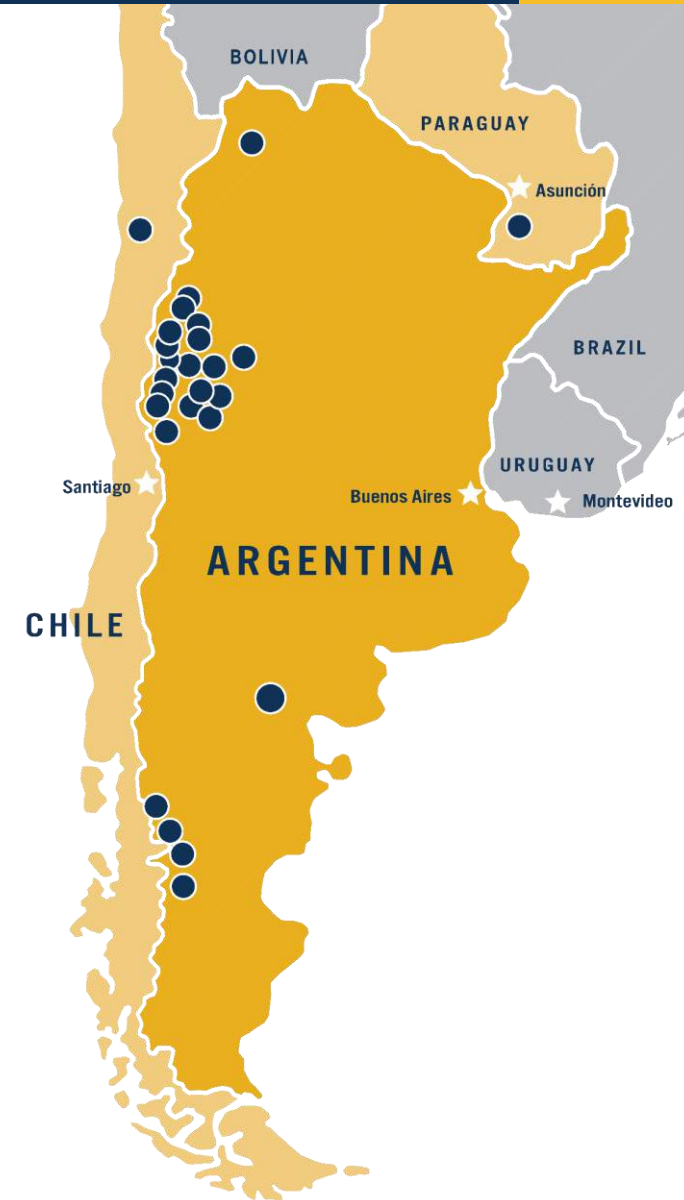 BOLIVIA
PARAGUAY
Asunción
BRAZIL
URUGUAY
Santiago
Buenos Aires
Montevideo
ARGENTINA
CHILE